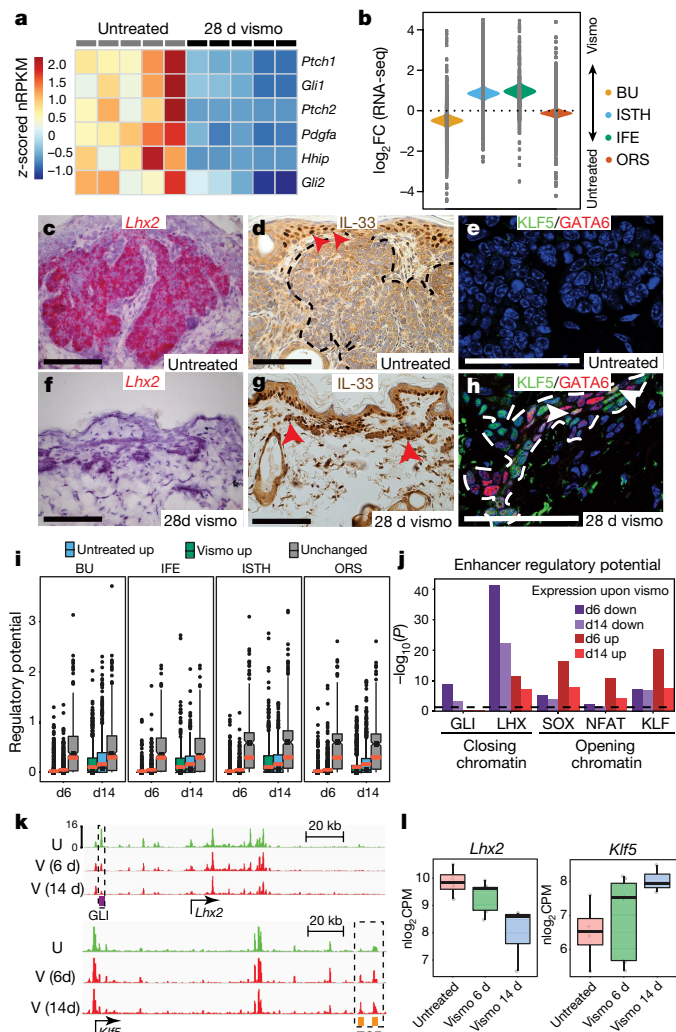 a
Untreated
28 d vismo
z-scored nRPKM
2.0
1.5
1.0
0.5
0
−0.5
−1.0
Ptch1
Gli1
Ptch2
Pdgfa
Hhip
Gli2
b
log2FC (RNA-seq)
4
2
0
−2
−4
Vismo
Untreated
BU
ISTH
IFE
ORS
c
Lhx2
Untreated
d
IL-33
Untreated
e
KLF5/GATA6
Untreated
f
Lhx2
28d vismo
g
IL-33
28 d vismo
h
KLF5/GATA6
28 d vismo
i
Untreated up
Vismo up
Unchanged
BU
IFE
ISTH
ORS
Regulatory potential
3
2
1
0
d6
d14
d6
d14
d6
d14
d6
d14
j
Enhancer regulatory potential
Expression upon vismo
d6 down
d14 down
d6 up
d14 up
−log10(P)
40
30
20
10
0
GLI
LHX
SOX
NFAT
KLF
Closing chromatin
Opening chromatin
k
16
0
20 kb
U
V (6 d)
V (14 d)
GLI
Lhx2
20 kb
U
V (6d)
V (14d)
Klf5
l
Lhx2
nlog2CPM
10
9
8
7
Untreated
Vismo 6 d
Vismo 14 d
Klf5
nlog2CPM
8
7
6
Untreated
Vismo 6 d
Vismo 14 d